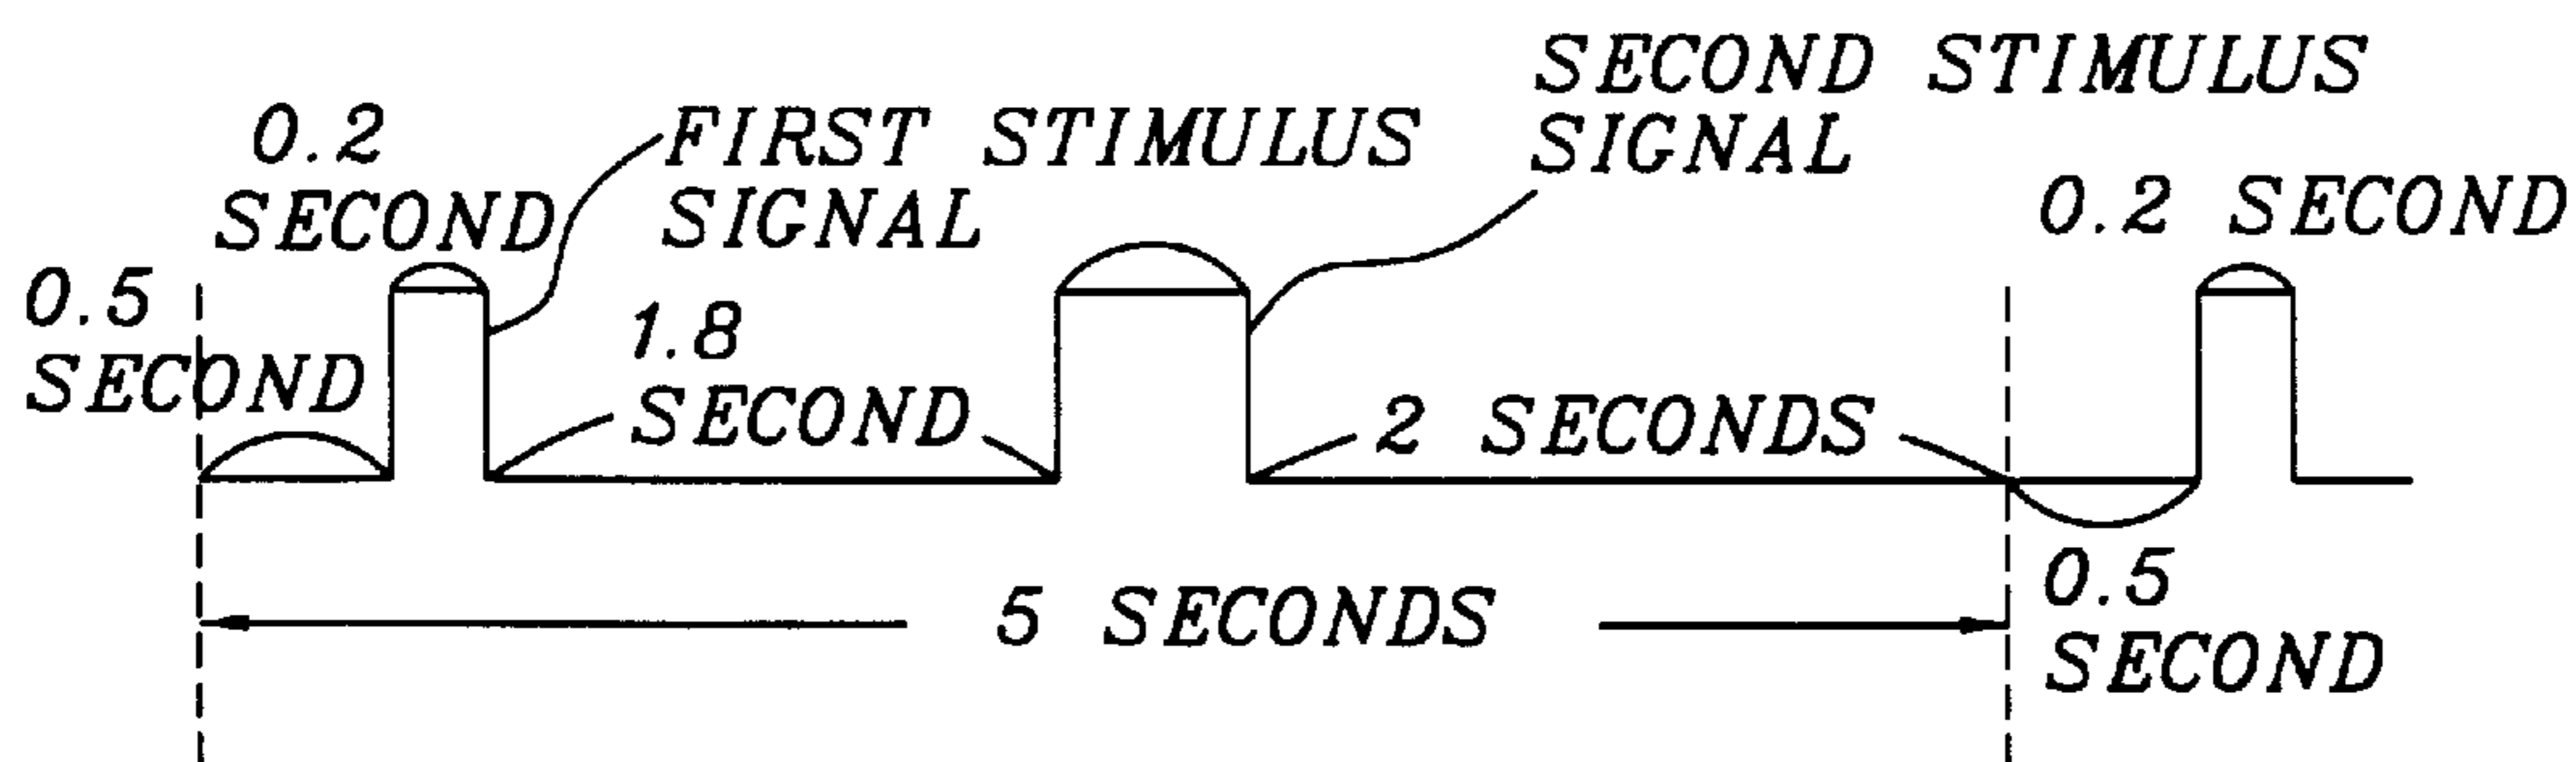 0.5
SECOND
0.2
SECOND
FIRST STIMULUS
SIGNAL
1.8
SECOND
SECOND STIMULUS
SIGNAL
2 SECONDS
0.2 SECOND
0.5
SECOND
5 SECONDS